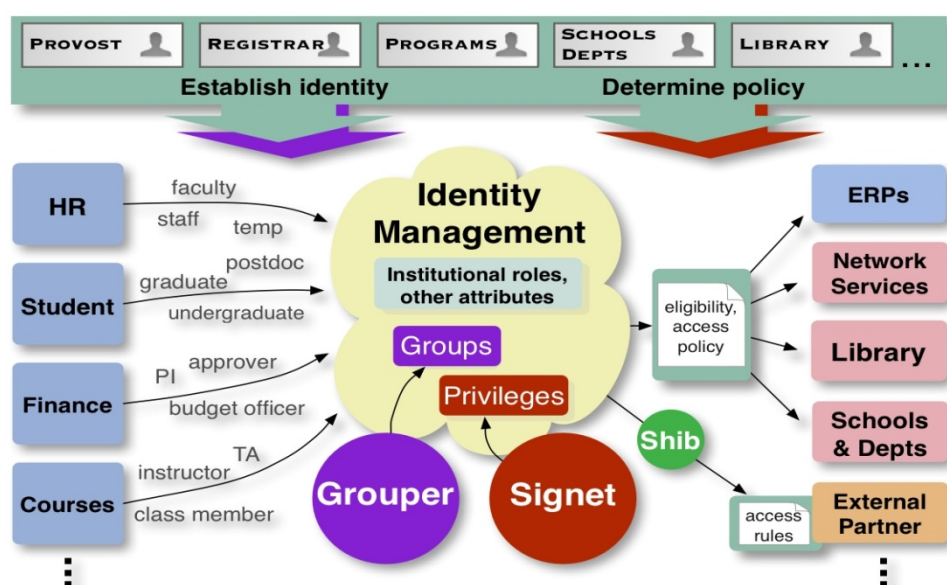 PROVOST
REGISTRAR
PROGRAMS
SCHOOLS
DEPTS
LIBRARY
...
Establish identity
Determine policy
HR
faculty
staff
temp
Student
postdoc
graduate
undergraduate
Finance
approver
PI
budget officer
Courses
TA
instructor
class member
Identity
Management
Institutional roles,
other attributes
Groups
Privileges
Grouper
Signet
Shib
eligibility,
access
policy
access
rules
ERPs
Network
Services
Library
Schools
& Depts
External
Partner